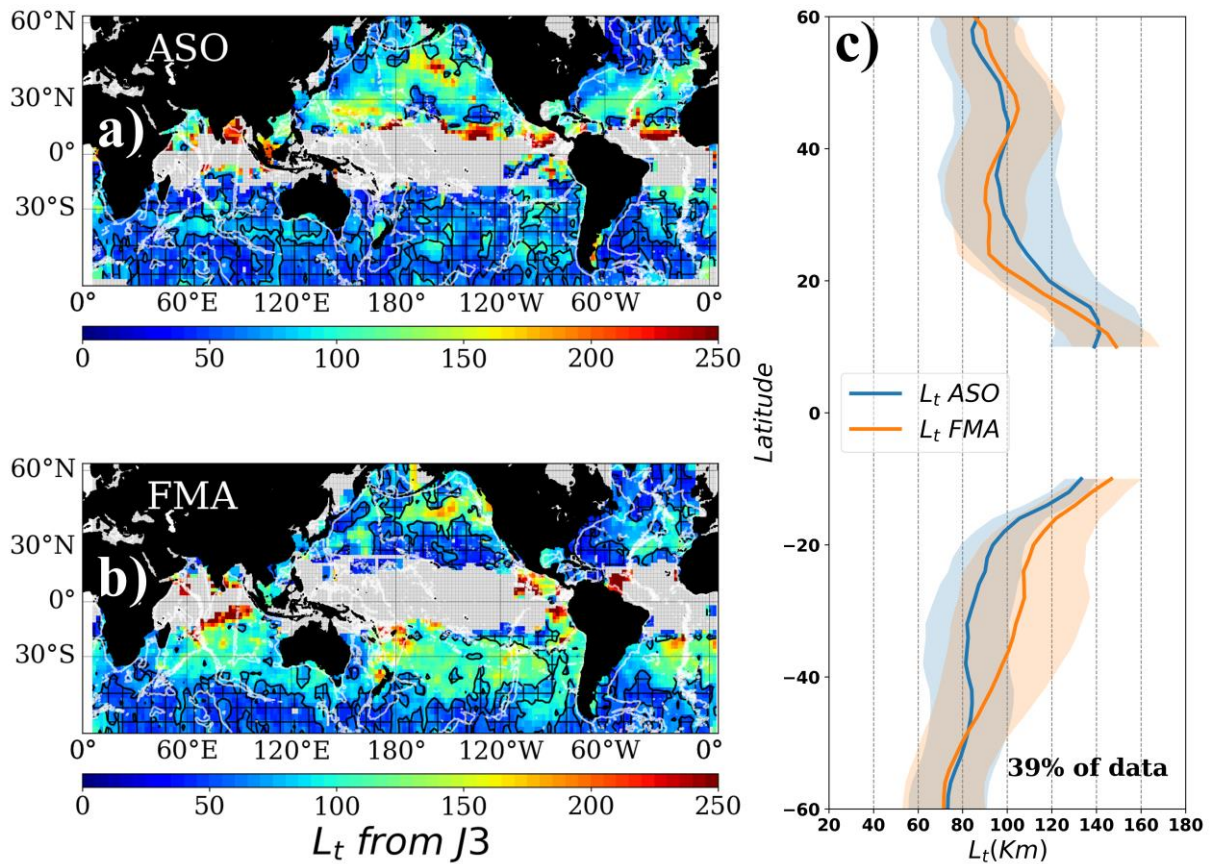 60°N
30°N
0°
30°S
ASO
a)
0° 60°E 120°E 180° 120°W 60°W 0°
0 50 100 150 200 250
60°N
30°N
0°
30°S
FMA
b)
0° 60°E 120°E 180° 120°W 60°W 0°
0 50 100 150 200 250
L_t from J3
c)
60
40
20
0
−20
−40
−60
Latitude
L_t ASO
L_t FMA
39% of data
20 40 60 80 100 120 140 160 180
L_t(Km)